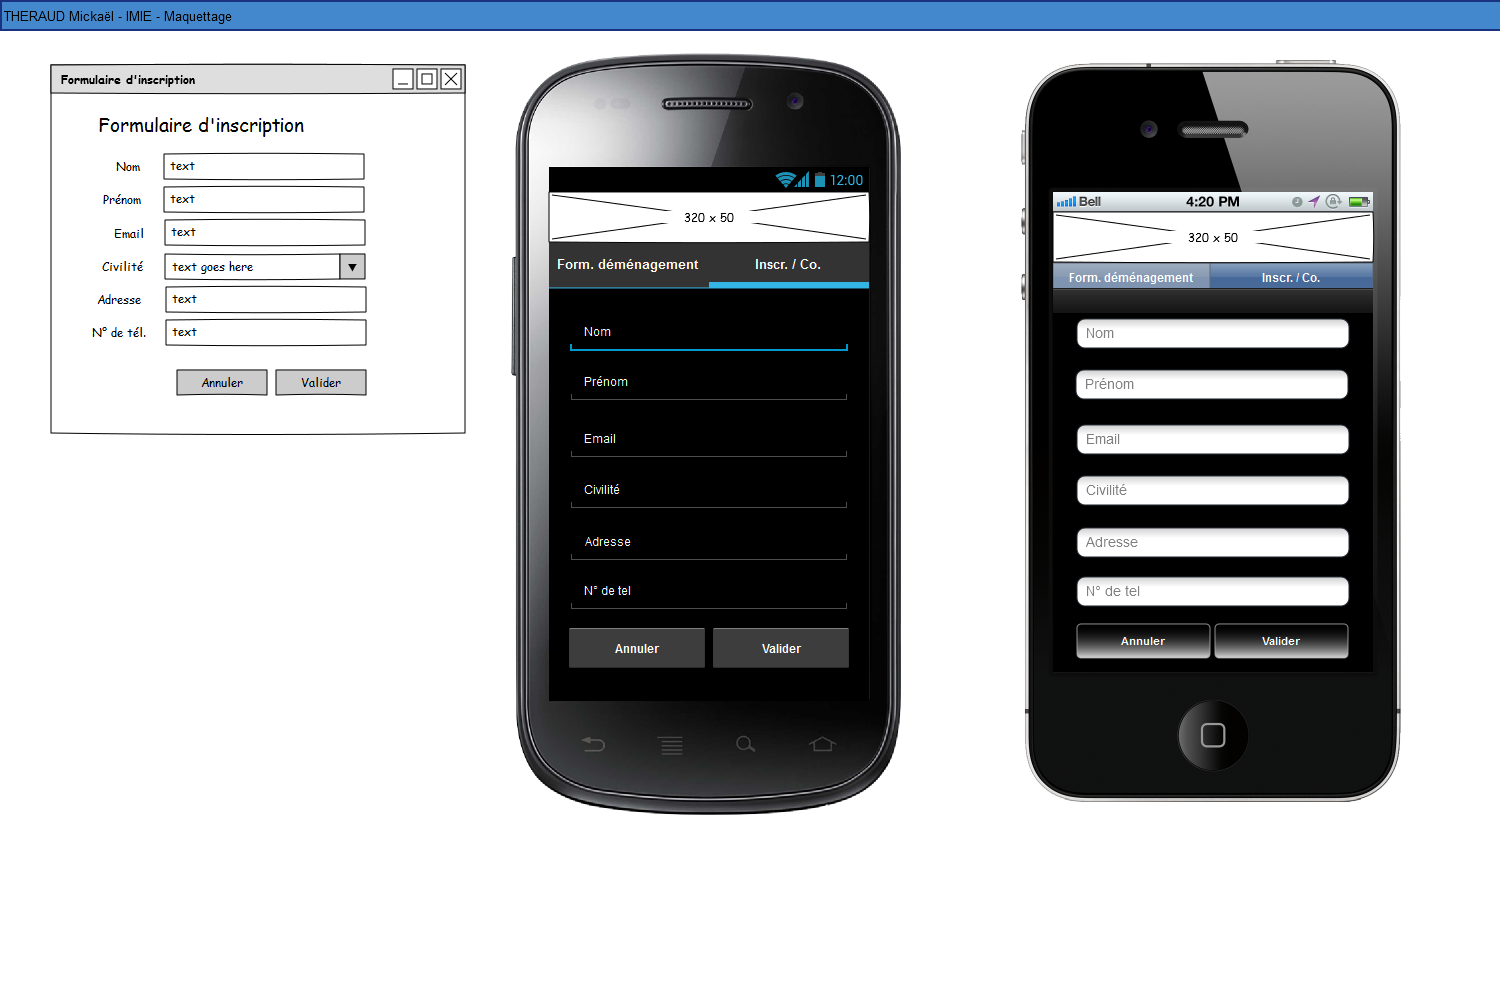 THERAUD Mickaël - IMIE - Maquettage
Formulaire d'inscription
Formulaire d'inscription
Nom text
Prénom text
Email text
Civilité text goes here
Adresse text
N° de tél. text
Annuler Valider
12:00
320 x 50
Form. déménagement Inscr. / Co.
Nom
Prénom
Email
Civilité
Adresse
N° de tel
Annuler Valider
Bell 4:20 PM
320 x 50
Form. déménagement Inscr. / Co.
Nom
Prénom
Email
Civilité
Adresse
N° de tel
Annuler Valider